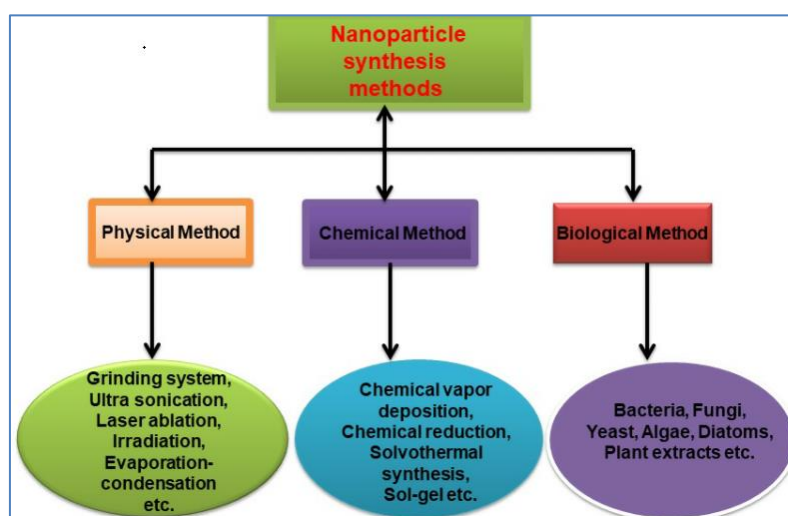 Nanoparticle
synthesis
methods
Physical Method
Chemical Method
Biological Method
Grinding system,
Ultra sonication,
Laser ablation,
Irradiation,
Evaporation-
condensation
etc.
Chemical vapor
deposition,
Chemical reduction,
Solvothermal
synthesis,
Sol-gel etc.
Bacteria, Fungi,
Yeast, Algae, Diatoms,
Plant extracts etc.